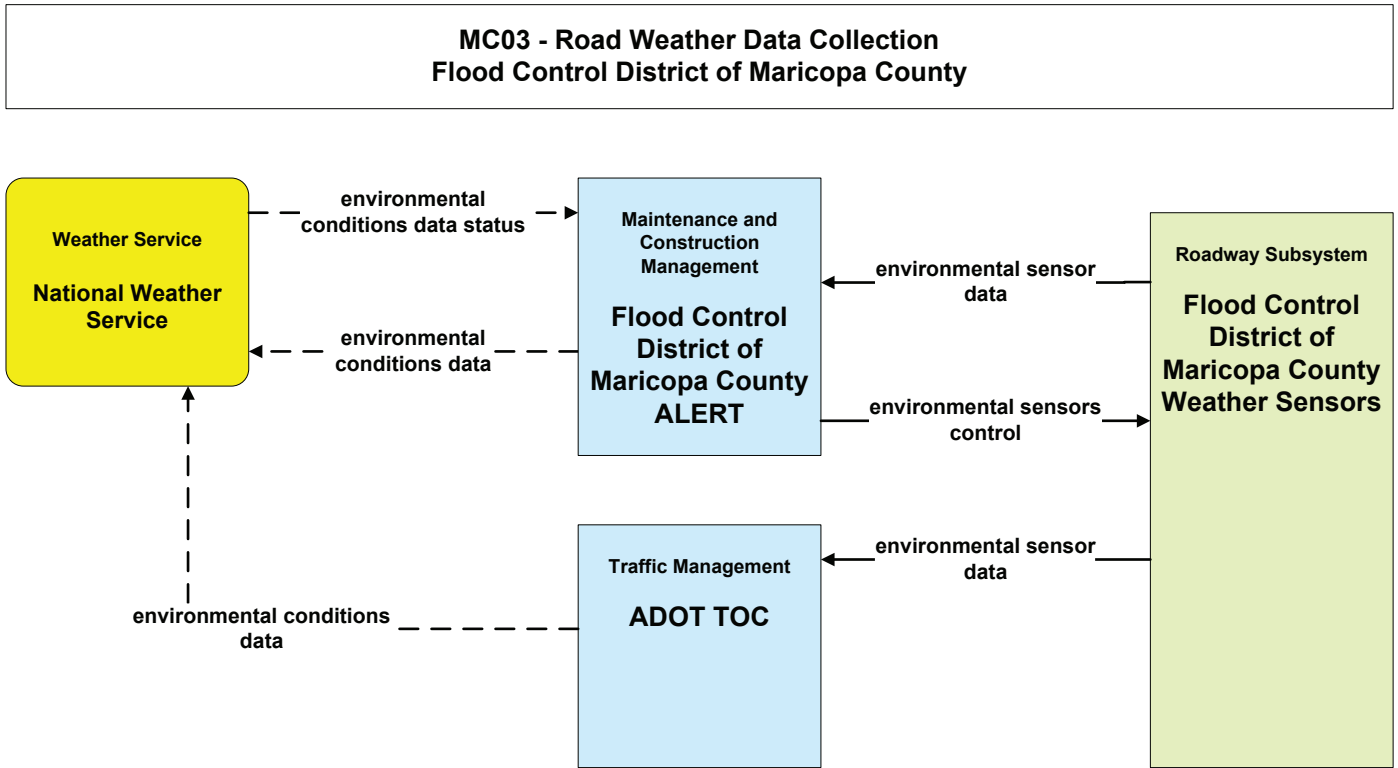 MC03 - Road Weather Data Collection
Flood Control District of Maricopa County
Weather Service
National Weather
Service
environmental
conditions data status
environmental
conditions data
Maintenance and
Construction
Management
Flood Control
District of
Maricopa County
ALERT
environmental sensor
data
environmental sensors
control
Roadway Subsystem
Flood Control
District of
Maricopa County
Weather Sensors
environmental conditions
data
Traffic Management
ADOT TOC
environmental sensor
data